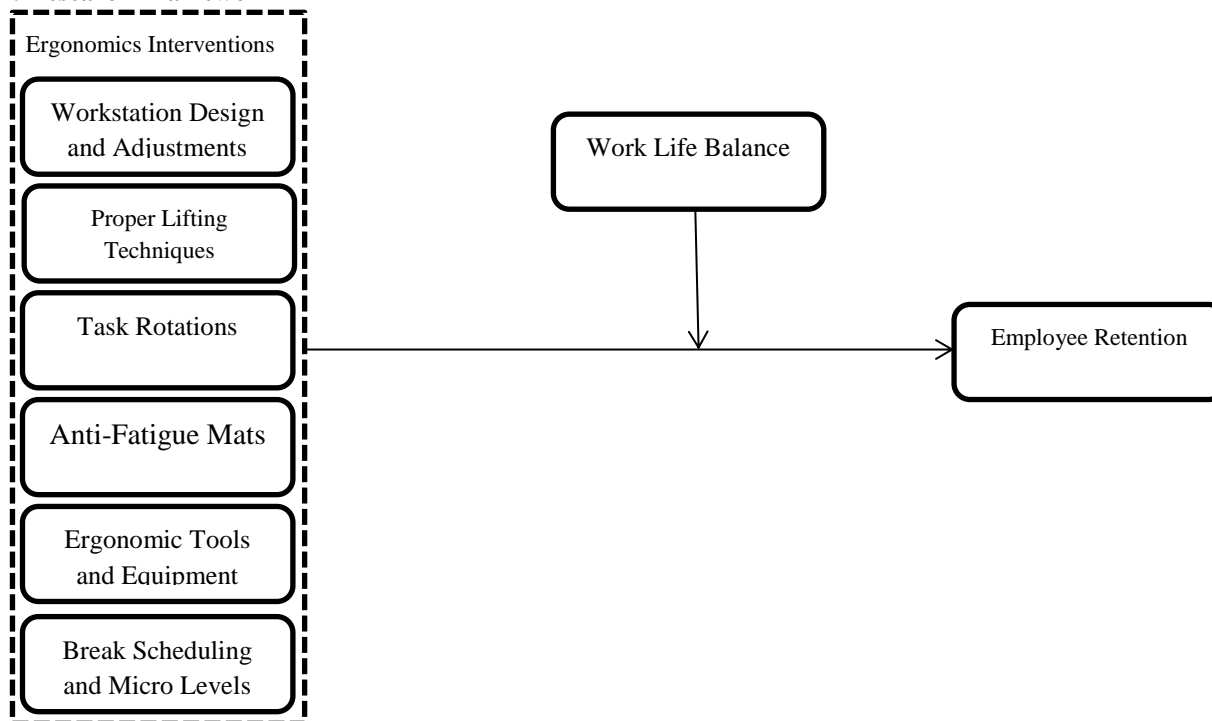 Ergonomics Interventions
Workstation Design
and Adjustments
Proper Lifting
Techniques
Task Rotations
Anti-Fatigue Mats
Ergonomic Tools
and Equipment
Break Scheduling
and Micro Levels
Work Life Balance
Employee Retention